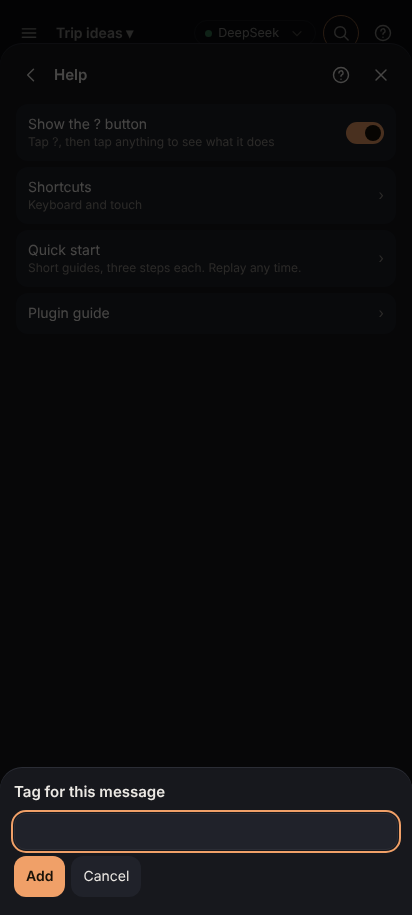 Trip ideas ▾
DeepSeek
Help
Show the ? button
Tap ?, then tap anything to see what it does
Shortcuts
Keyboard and touch
Quick start
Short guides, three steps each. Replay any time.
Plugin guide
Tag for this message
Add
Cancel